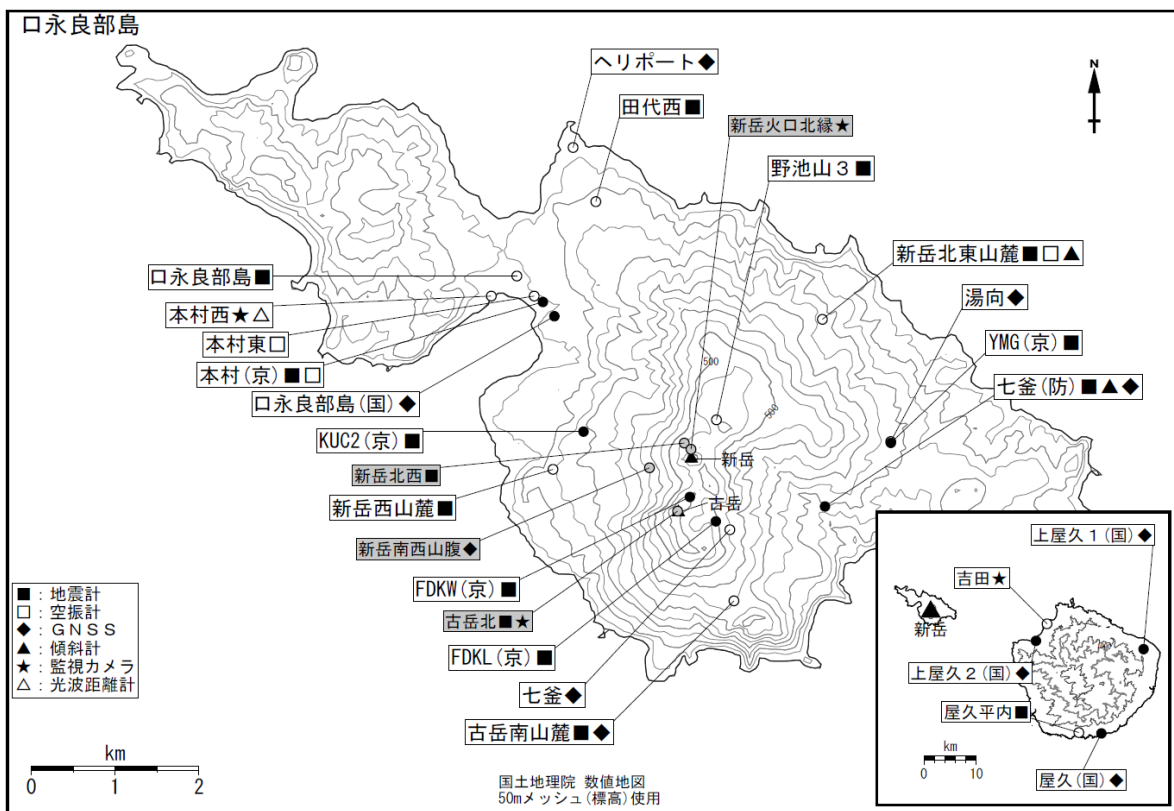 口永良部島
N
ヘリポート◆
田代西■
新岳火口北縁★
野池山３■
新岳北東山麓■□▲
湯向◆
YMG(京)■
七釜(防)■▲◆
口永良部島■
本村西★△
本村東□
本村(京)■□
口永良部島(国)◆
KUC2(京)■
新岳北西■
新岳西山麓■
新岳南西山腹◆
FDKW(京)■
古岳北■★
FDKL(京)■
七釜◆
古岳南山麓■◆
500
500
新岳
古岳
■：地震計
□：空振計
◆：ＧＮＳＳ
▲：傾斜計
★：監視カメラ
△：光波距離計
km
0 1 2
国土地理院 数値地図
50mメッシュ(標高)使用
上屋久１(国)◆
吉田★
新岳
上屋久２(国)◆
屋久平内■
屋久(国)◆
km
0 10